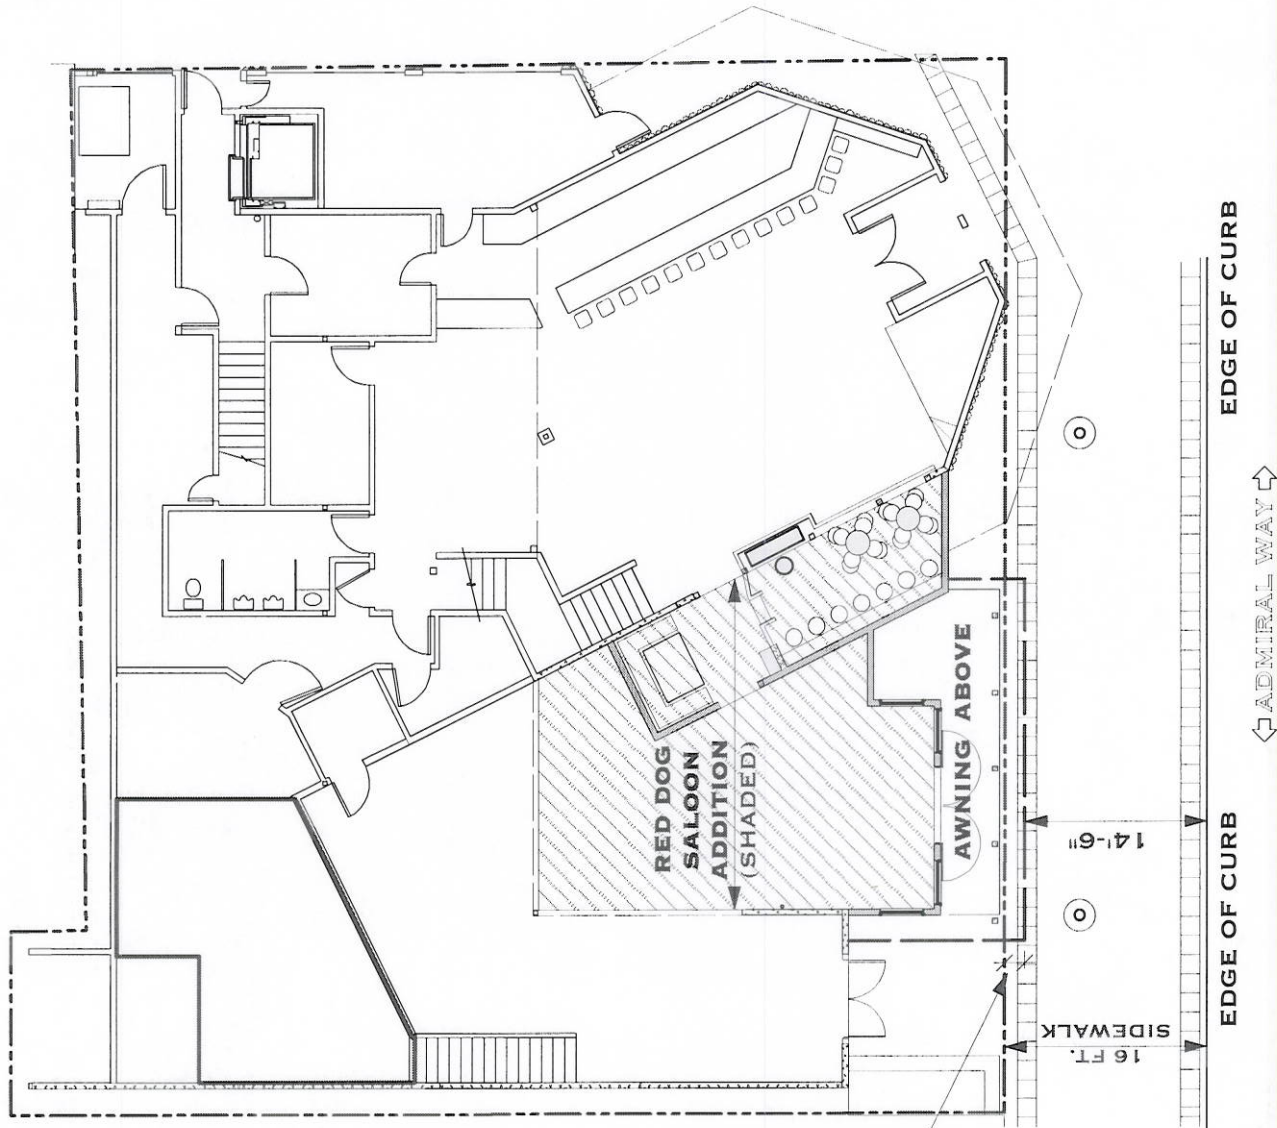 EDGE OF CURB
ADMIRAL WAY
RED DOG
SALOON
ADDITION
(SHADED)
AWNING ABOVE
14'-6"
EDGE OF CURB
16 FT.
SIDEWALK